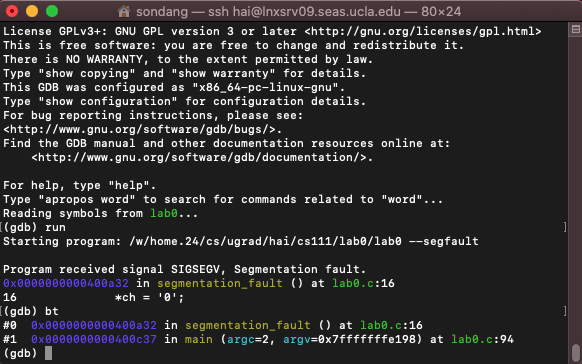 sondang — ssh hai@lnxsrv09.seas.ucla.edu — 80×24
License GPLv3+: GNU GPL version 3 or later <http://gnu.org/licenses/gpl.html>
This is free software: you are free to change and redistribute it.
There is NO WARRANTY, to the extent permitted by law.
Type "show copying" and "show warranty" for details.
This GDB was configured as "x86_64-pc-linux-gnu".
Type "show configuration" for configuration details.
For bug reporting instructions, please see:
<http://www.gnu.org/software/gdb/bugs/>.
Find the GDB manual and other documentation resources online at:
    <http://www.gnu.org/software/gdb/documentation/>.

For help, type "help".
Type "apropos word" to search for commands related to "word"...
Reading symbols from lab0...
[(gdb) run ]
Starting program: /w/home.24/cs/ugrad/hai/cs111/lab0/lab0 --segfault

Program received signal SIGSEGV, Segmentation fault.
0x0000000000400a32 in segmentation_fault () at lab0.c:16
16              *ch = '0';
[(gdb) bt ]
#0  0x0000000000400a32 in segmentation_fault () at lab0.c:16
#1  0x0000000000400c37 in main (argc=2, argv=0x7fffffffe198) at lab0.c:94
(gdb)